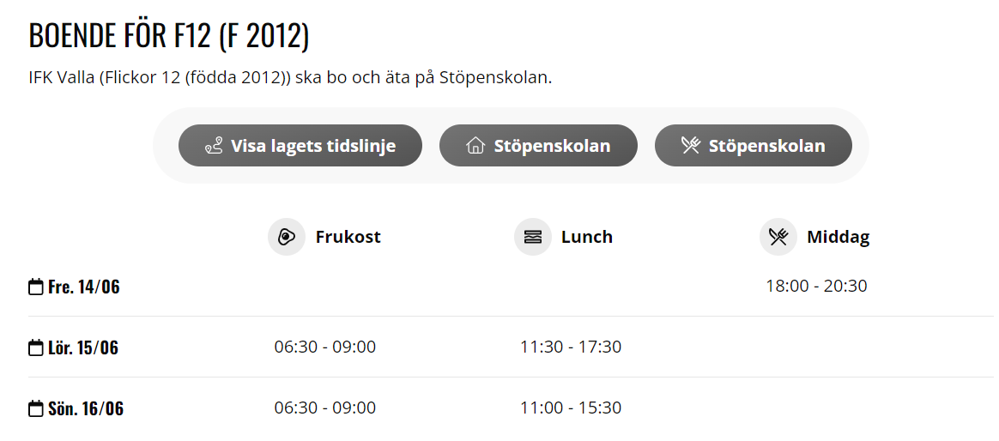 BOENDE FÖR F12 (F 2012)
IFK Valla (Flickor 12 (födda 2012)) ska bo och äta på Stöpenskolan.
Visa lagets tidslinje Stöpenskolan Stöpenskolan
Frukost Lunch Middag
Fre. 14/06 18:00 - 20:30
Lör. 15/06 06:30 - 09:00 11:30 - 17:30
Sön. 16/06 06:30 - 09:00 11:00 - 15:30